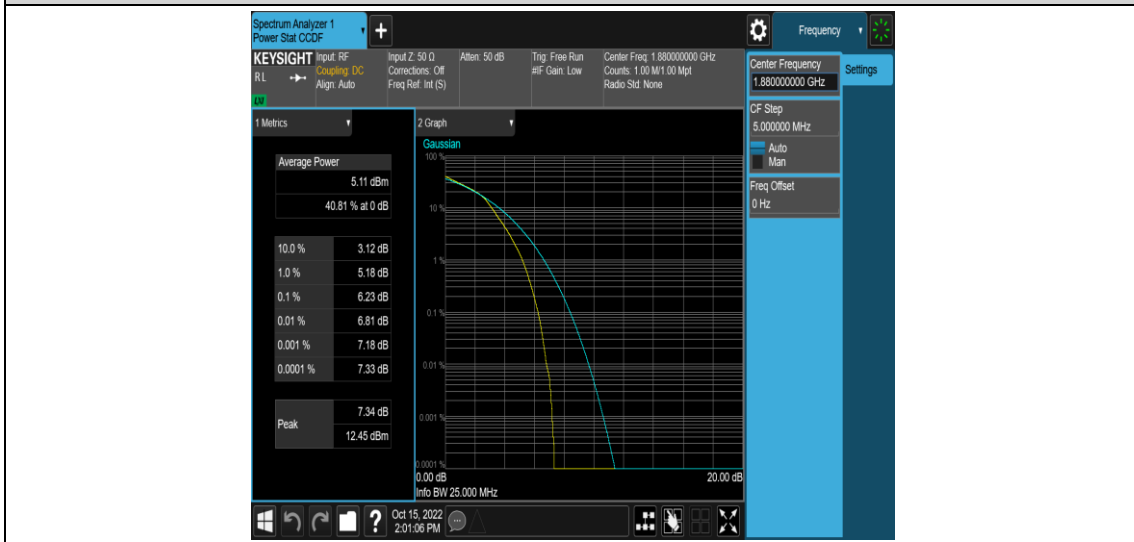 Spectrum Analyzer 1
Power Stat CCDF
+
Frequency
KEYSIGHT
RL
Input: RF
Coupling: DC
Align: Auto
Input Z: 50 Ω
Corrections: Off
Freq Ref: Int (S)
Atten: 50 dB
Trig: Free Run
#IF Gain: Low
Center Freq: 1.880000000 GHz
Counts: 1.00 M/1.00 Mpt
Radio Std: None
Center Frequency
1.880000000 GHz
Settings
CF Step
5.000000 MHz
Auto
Man
Freq Offset
0 Hz
1 Metrics
Average Power
5.11 dBm
40.81 % at 0 dB
10.0 % 3.12 dB
1.0 % 5.18 dB
0.1 % 6.23 dB
0.01 % 6.81 dB
0.001 % 7.18 dB
0.0001 % 7.33 dB
Peak 7.34 dB
12.45 dBm
2 Graph
Gaussian
100 %
10 %
1 %
0.1 %
0.01 %
0.001 %
0.0001 %
0.00 dB 20.00 dB
Info BW 25.000 MHz
?
Oct 15, 2022
2:01:06 PM